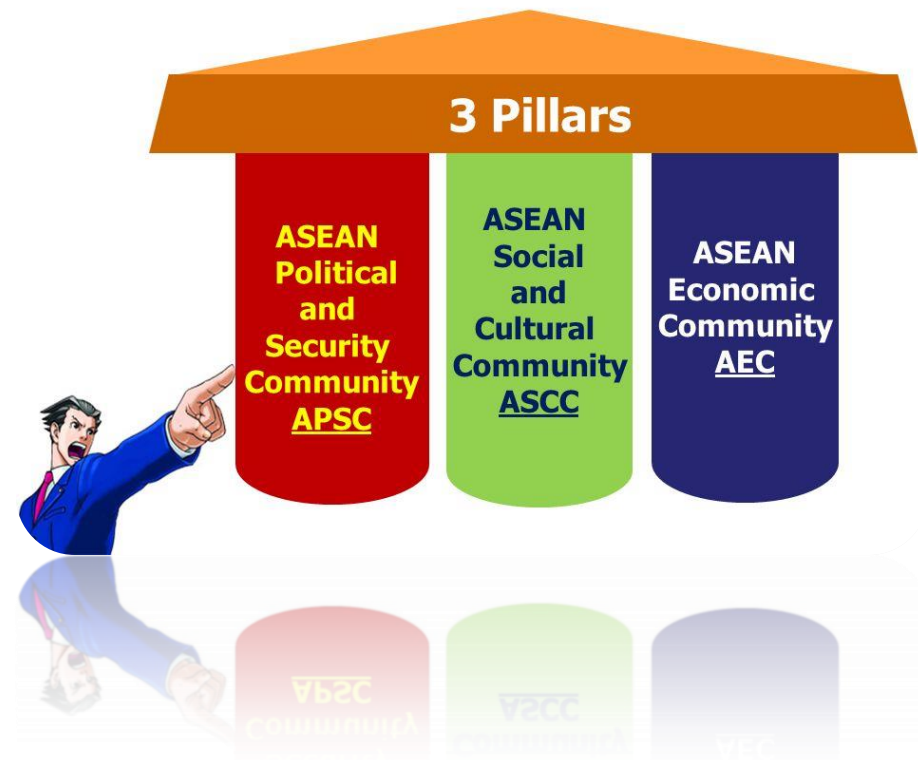 3 Pillars
ASEAN
Political
and
Security
Community
APSC
ASEAN
Social
and
Cultural
Community
ASCC
ASEAN
Economic
Community
AEC